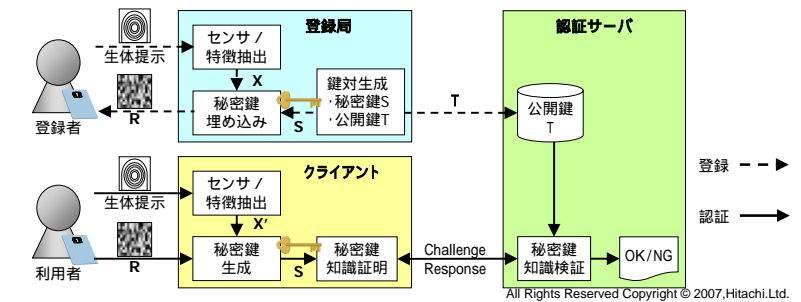 登録局
認証サーバ
生体提示
センサ /
特徴抽出
X
秘密鍵
埋め込み
S
鍵対生成
・秘密鍵S
・公開鍵T
T
公開鍵
T
R
登録者
クライアント
生体提示
センサ /
特徴抽出
X’
秘密鍵
生成
S
秘密鍵
知識証明
Challenge
Response
秘密鍵
知識検証
OK/NG
R
利用者
登録
認証
All Rights Reserved Copyright © 2007,Hitachi.Ltd.